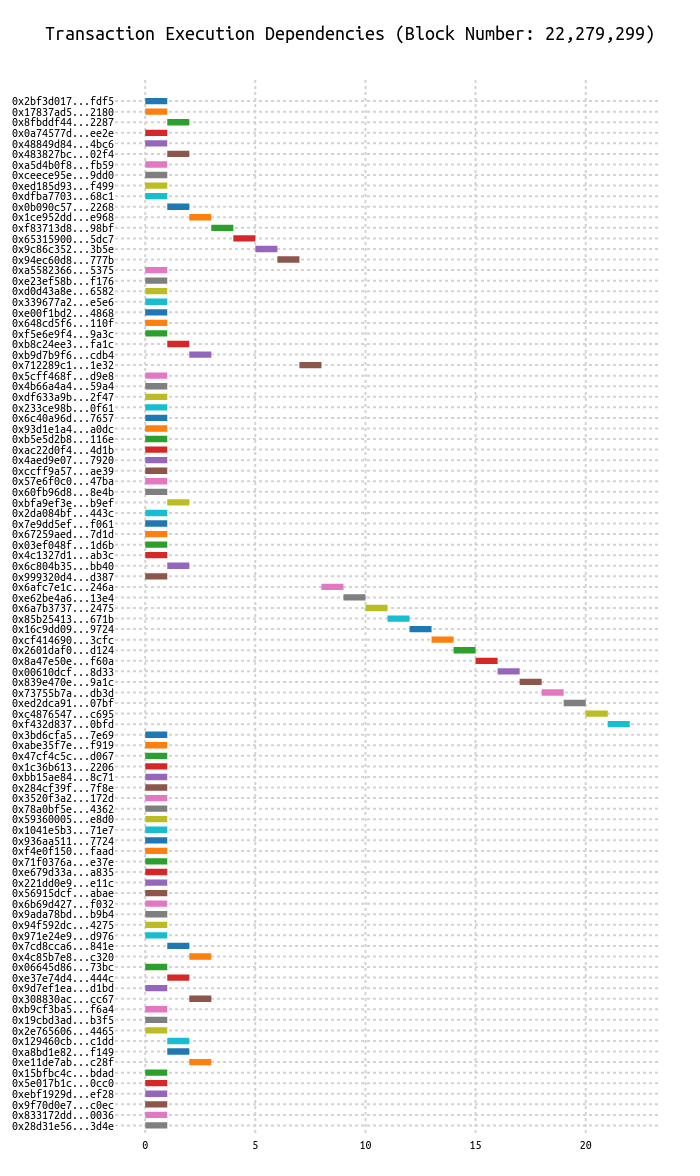 Transaction Execution Dependencies (Block Number: 22,279,299)
0x2bf3d017...fdf5
0x17837ad5...2180
0x8fbddf44...2287
0x0a74577d...ee2e
0x48849d84...4bc6
0x483827bc...02f4
0xa5d4b0f8...fb59
0xceece95e...9dd0
0xed185d93...f499
0xdfba7703...68c1
0x0b090c57...2268
0x1ce952dd...e968
0xf83713d8...98bf
0x65315900...5dc7
0x9c86c352...3b5e
0x94ec60d8...777b
0xa5582366...5375
0xe23ef58b...f176
0xd0d43a8e...6582
0x339677a2...e5e6
0xe00f1bd2...4868
0x648cd5f6...110f
0xf5e6e9f4...9a3c
0xb8c24ee3...fa1c
0xb9d7b9f6...cdb4
0x712289c1...1e32
0x5cff468f...d9e8
0x4b66a4a4...59a4
0xdf633a9b...2f47
0x233ce98b...0f61
0x6c40a96d...7657
0x93d1e1a4...a0dc
0xb5e5d2b8...116e
0xac22d0f4...4d1b
0x4aed9e07...7920
0xccff9a57...ae39
0x57e6f0c0...47ba
0x60fb96d8...8e4b
0xbfa9ef3e...b9ef
0x2da084bf...443c
0x7e9dd5ef...f061
0x67259aed...7d1d
0x03ef048f...1d6b
0x4c1327d1...ab3c
0x6c804b35...bb40
0x999320d4...d387
0x6afc7e1c...246a
0xe62be4a6...13e4
0x6a7b3737...2475
0x85b25413...671b
0x16c9dd09...9724
0xcf414690...3cfc
0x2601daf0...d124
0x8a47e50e...f60a
0x00610dcf...8d33
0x839e470e...9a1c
0x73755b7a...db3d
0xed2dca91...07bf
0xc4876547...c695
0xf432d837...0bfd
0x3bd6cfa5...7e69
0xabe35f7e...f919
0x47cf4c5c...d067
0x1c36b613...2206
0xbb15ae84...8c71
0x284cf39f...7f8e
0x3520f3a2...172d
0x78a0bf5e...4362
0x59360005...e8d0
0x1041e5b3...71e7
0x936aa511...7724
0xf4e0f150...faad
0x71f0376a...e37e
0xe679d33a...a835
0x221dd0e9...e11c
0x56915dcf...abae
0x6b69d427...f032
0x9ada78bd...b9b4
0x94f592dc...4275
0x971e24e9...d976
0x7cd8cca6...841e
0x4c85b7e8...c320
0x06645d86...73bc
0xe37e74d4...444c
0x9d7ef1ea...d1bd
0x308830ac...cc67
0xb9cf3ba5...f6a4
0x19cbd3ad...b3f5
0x2e765606...4465
0x129460cb...c1dd
0xa8bd1e82...f149
0xe11de7ab...c28f
0x15bfbc4c...bdad
0x5e017b1c...0cc0
0xebf1929d...ef28
0x9f70d0e7...c0ec
0x833172dd...0036
0x28d31e56...3d4e
0 5 10 15 20